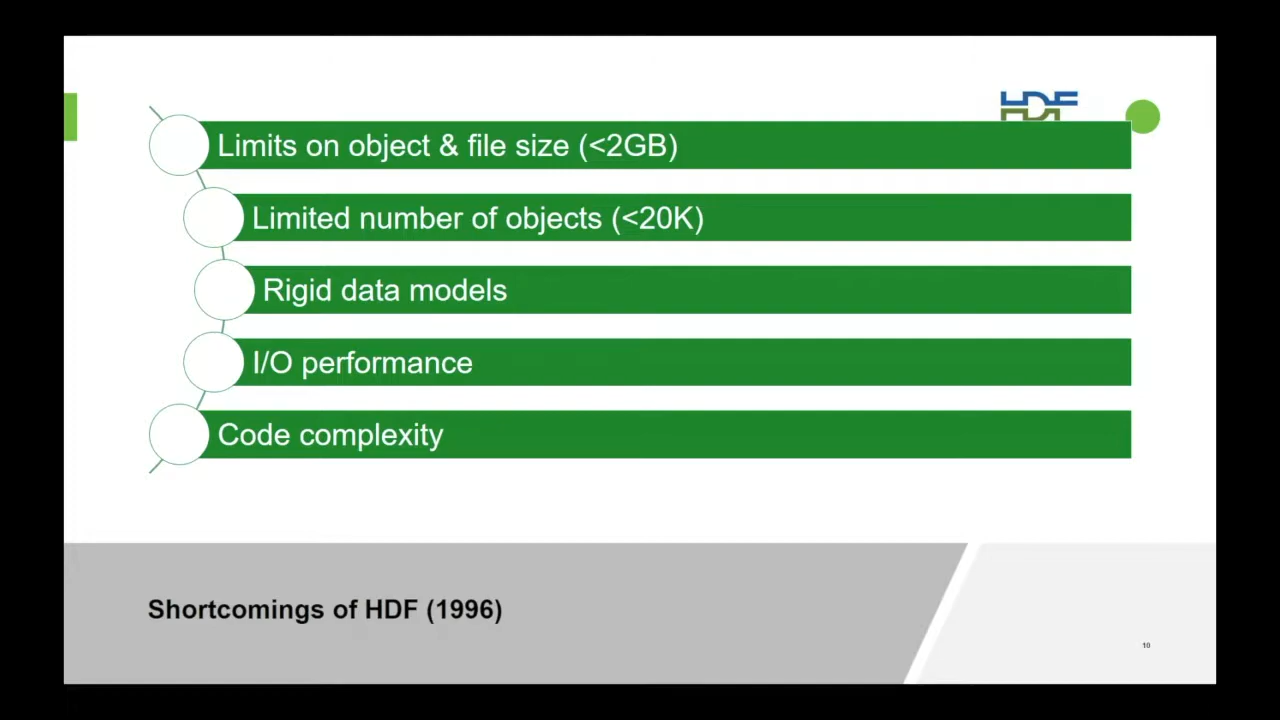 HDF
Limits on object & file size (<2GB)
Limited number of objects (<20K)
Rigid data models
I/O performance
Code complexity
Shortcomings of HDF (1996)
10